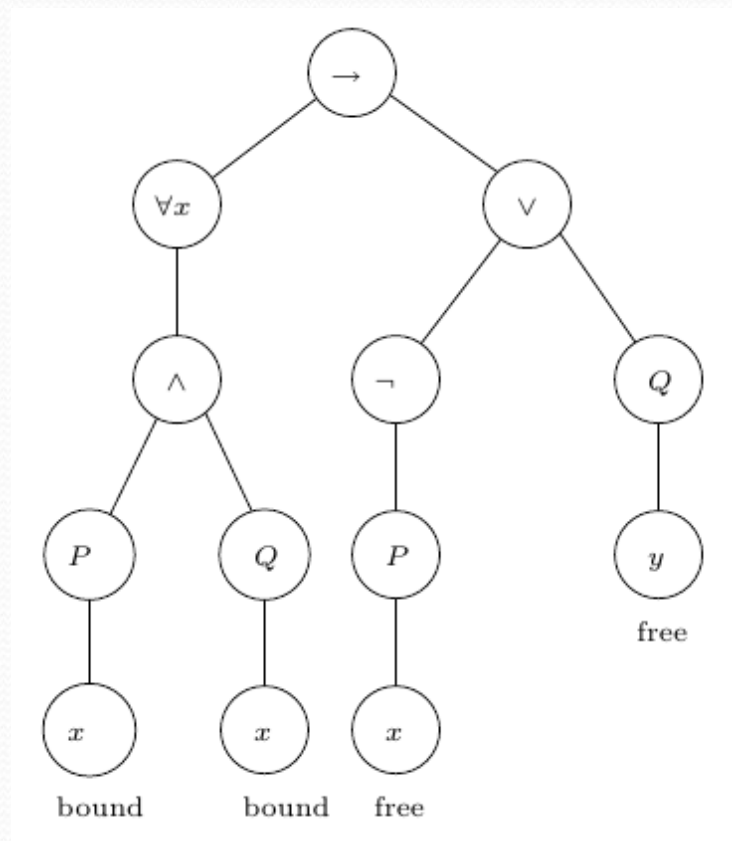 →
∀x ∨
∧ ¬ Q
P Q P y
free
x x x
bound bound free